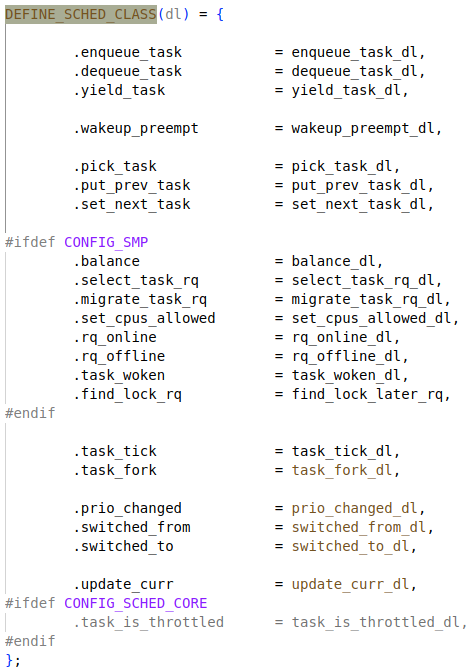 DEFINE_SCHED_CLASS(dl) = {
.enqueue_task = enqueue_task_dl,
.dequeue_task = dequeue_task_dl,
.yield_task = yield_task_dl,
.wakeup_preempt = wakeup_preempt_dl,
.pick_task = pick_task_dl,
.put_prev_task = put_prev_task_dl,
.set_next_task = set_next_task_dl,
#ifdef CONFIG_SMP
.balance = balance_dl,
.select_task_rq = select_task_rq_dl,
.migrate_task_rq = migrate_task_rq_dl,
.set_cpus_allowed = set_cpus_allowed_dl,
.rq_online = rq_online_dl,
.rq_offline = rq_offline_dl,
.task_woken = task_woken_dl,
.find_lock_rq = find_lock_later_rq,
#endif
.task_tick = task_tick_dl,
.task_fork = task_fork_dl,
.prio_changed = prio_changed_dl,
.switched_from = switched_from_dl,
.switched_to = switched_to_dl,
.update_curr = update_curr_dl,
#ifdef CONFIG_SCHED_CORE
.task_is_throttled = task_is_throttled_dl,
#endif
};